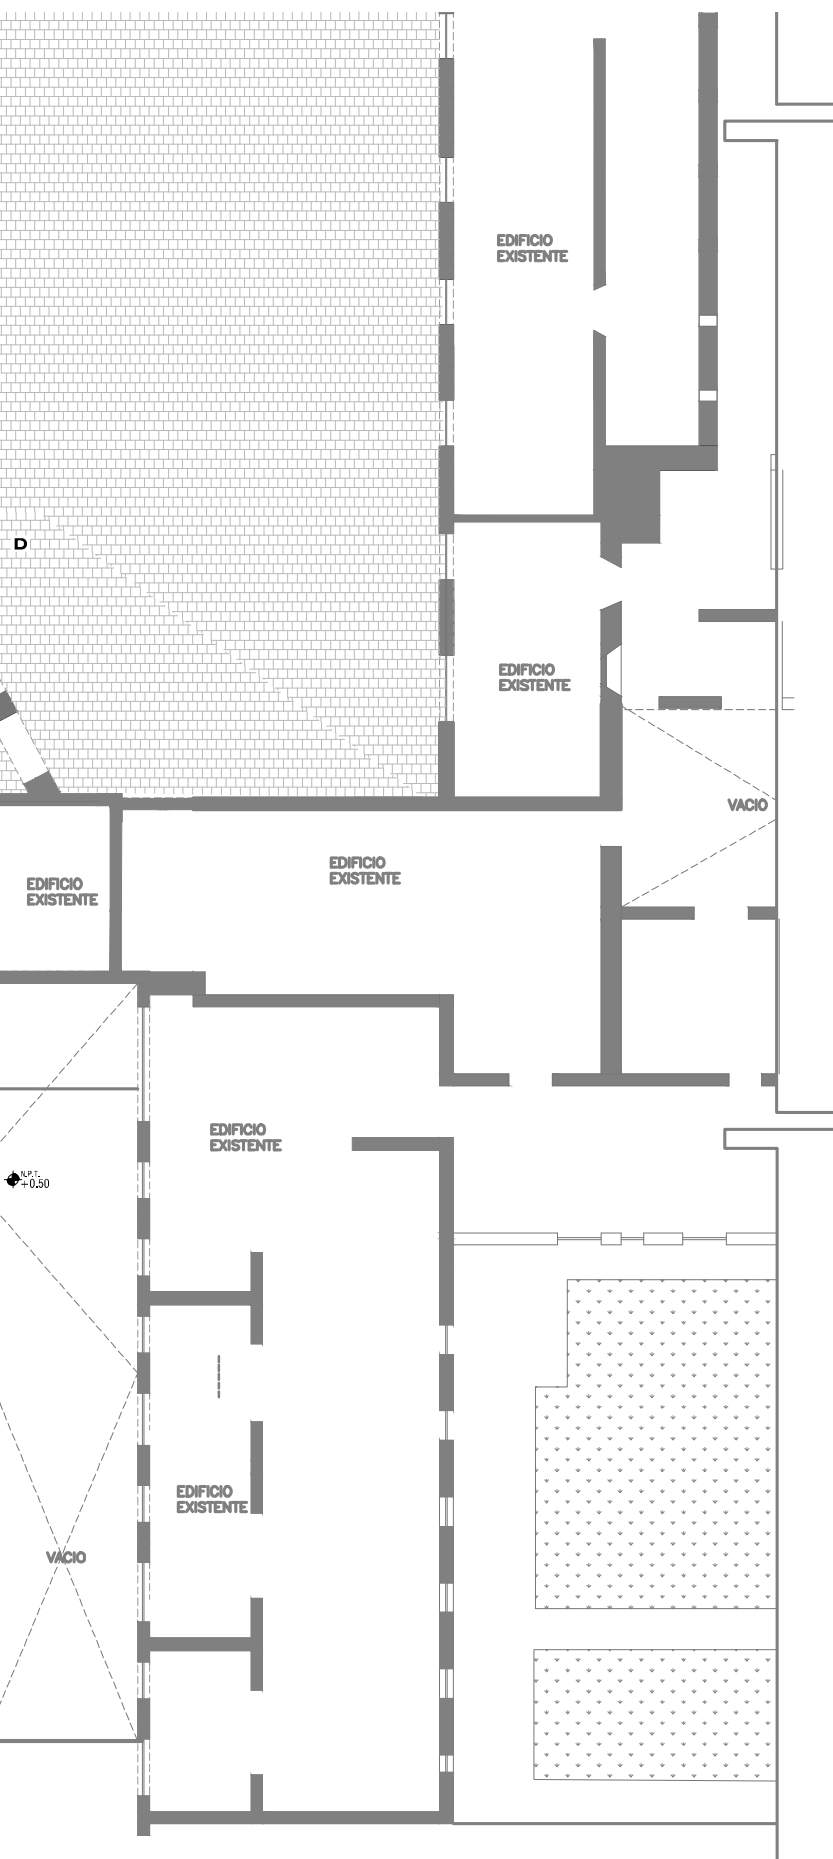 EDIFICIO
EXISTENTE
D
EDIFICIO
EXISTENTE
VACIO
EDIFICIO
EXISTENTE
EDIFICIO
EXISTENTE
EDIFICIO
EXISTENTE
N.P.T.
+0.50
EDIFICIO
EXISTENTE
VACIO